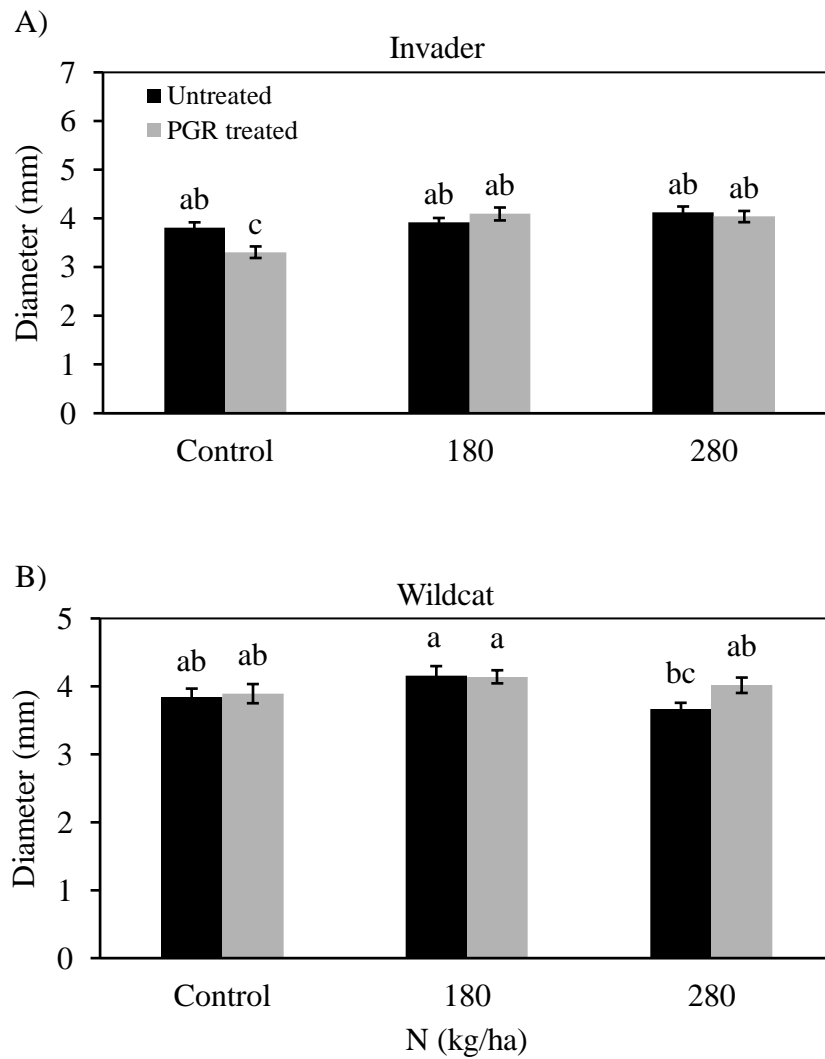 A)
Invader
7
6
5
4
3
2
1
0
Diameter (mm)
Untreated
PGR treated
ab
c
ab
ab
ab
ab
Control 180 280
B)
Wildcat
5
4
3
2
1
0
Diameter (mm)
ab
ab
a
a
bc
ab
Control 180 280
N (kg/ha)